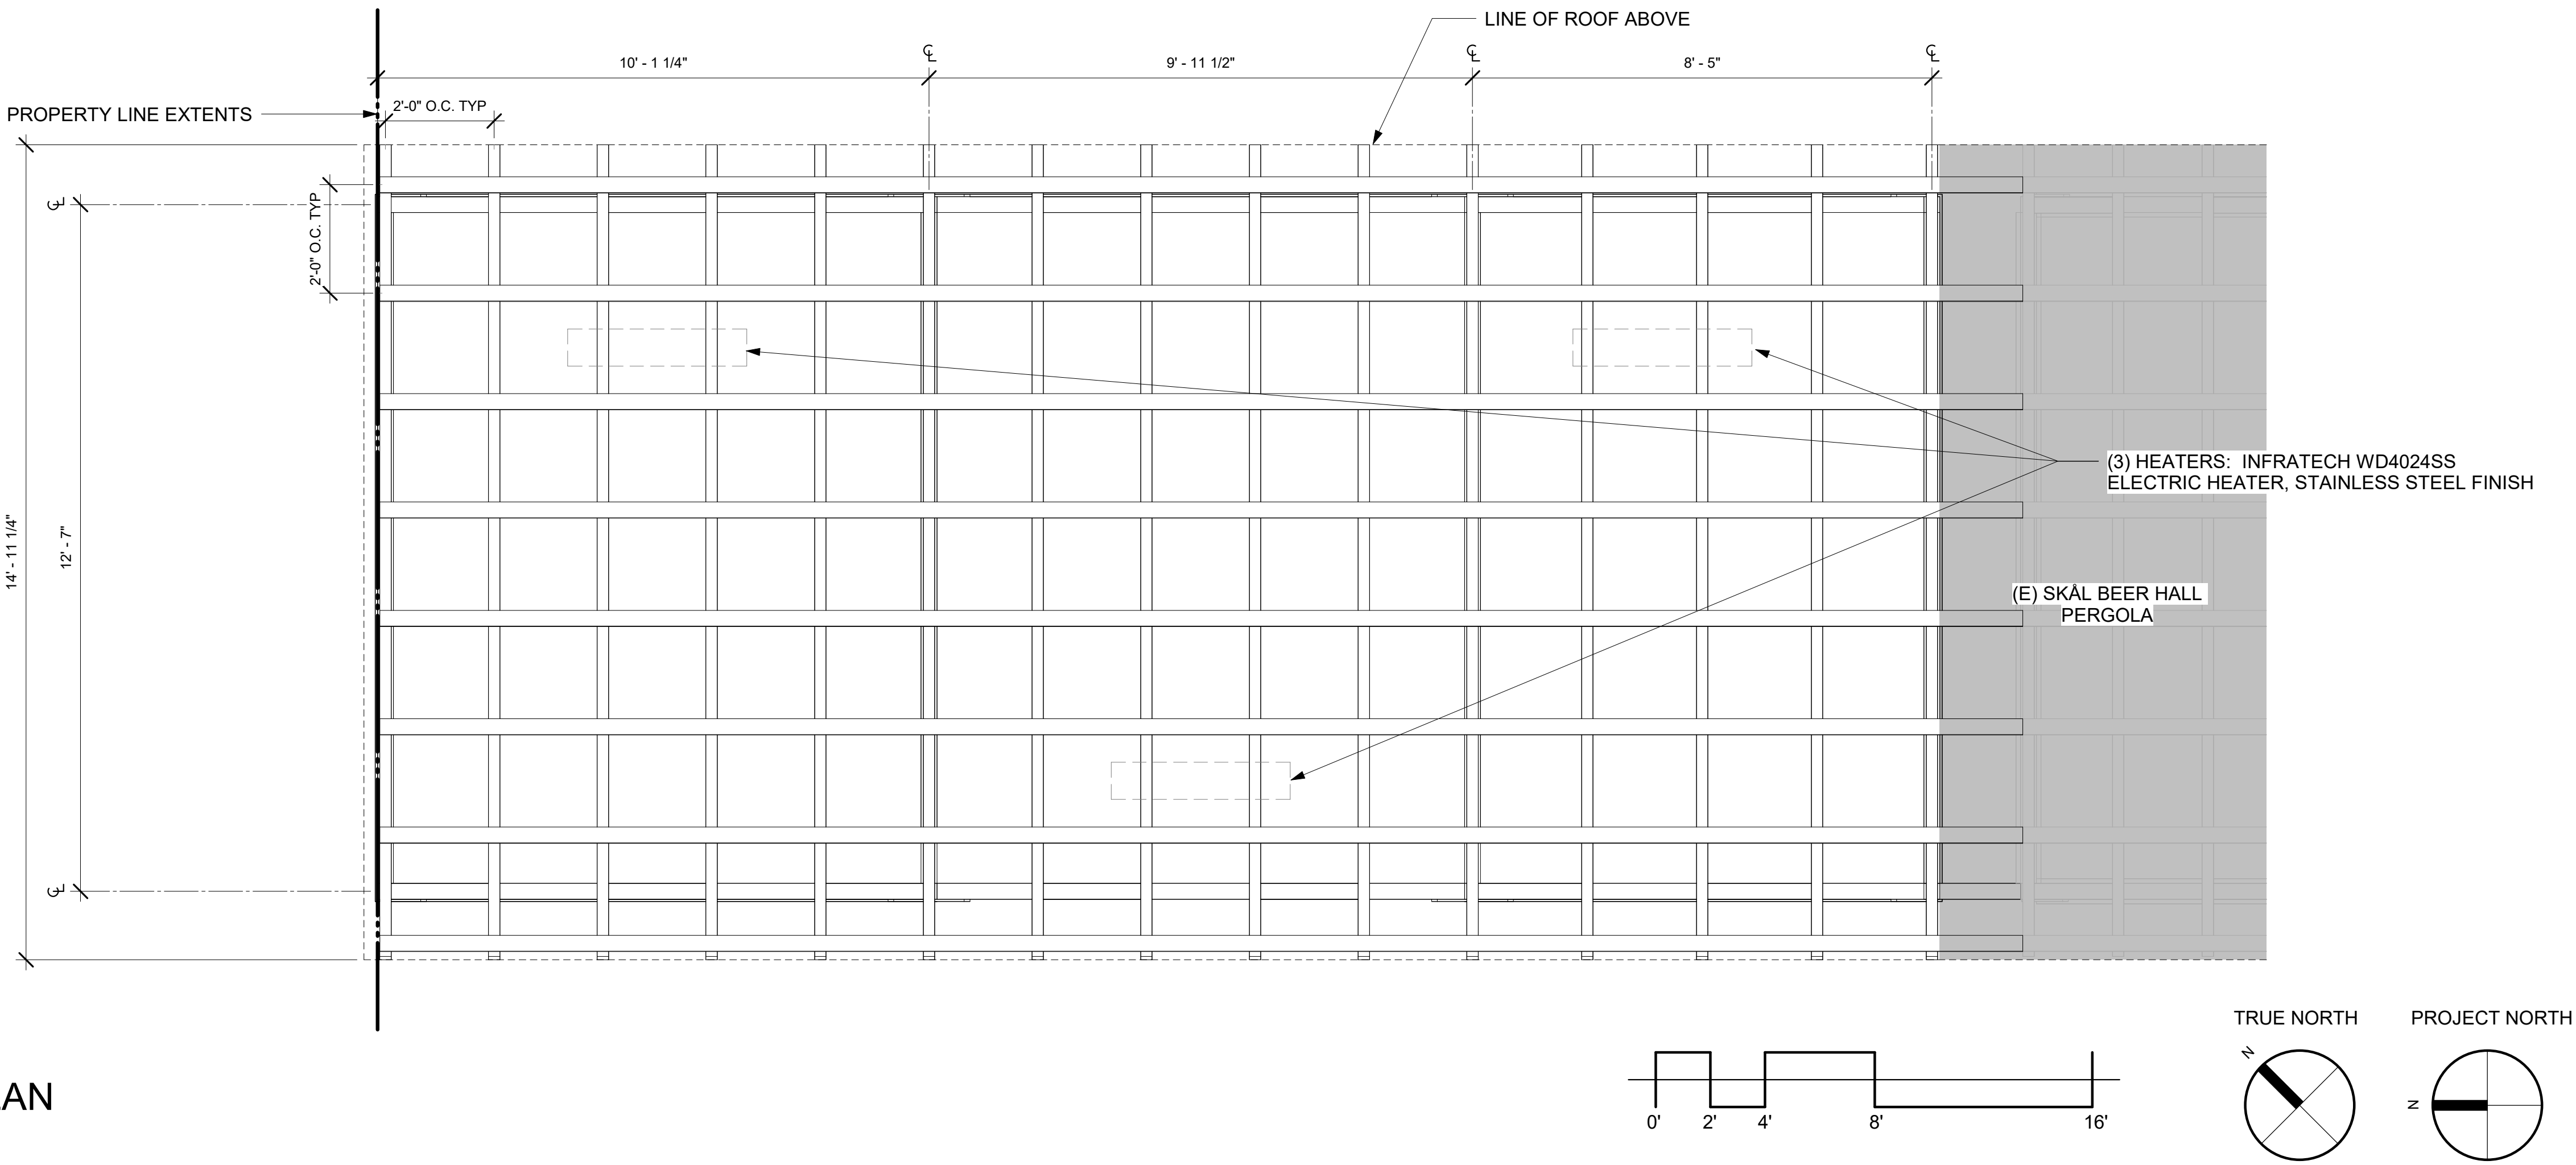 LINE OF ROOF ABOVE
10' - 1 1/4"
9' - 11 1/2"
8' - 5"
PROPERTY LINE EXTENTS
2'-0" O.C. TYP
2'-0" O.C. TYP
14' - 11 1/4"
12' - 7"
(3) HEATERS: INFRATECH WD4024SS
ELECTRIC HEATER, STAINLESS STEEL FINISH
(E) SKÅL BEER HALL
PERGOLA
TRUE NORTH
PROJECT NORTH
N
N
0'
2'
4'
8'
16'
AN